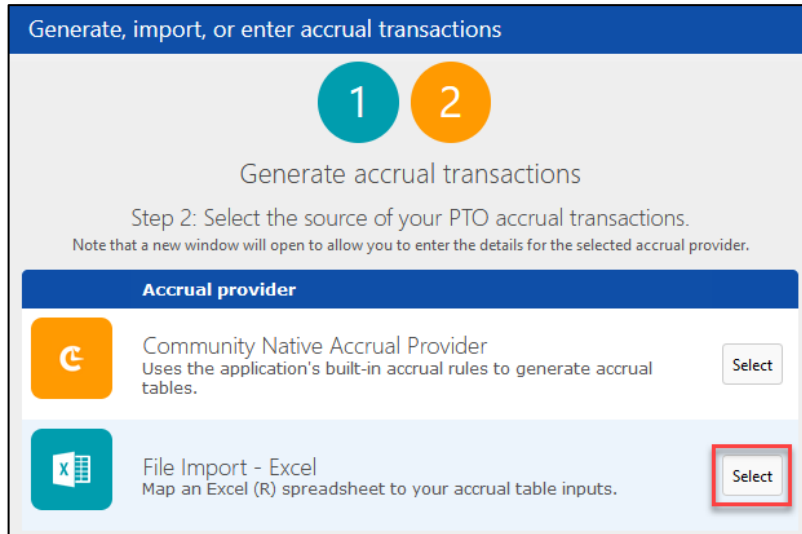 Generate, import, or enter accrual transactions
1 2
Generate accrual transactions
Step 2: Select the source of your PTO accrual transactions.
Note that a new window will open to allow you to enter the details for the selected accrual provider.
Accrual provider
Community Native Accrual Provider
Uses the application's built-in accrual rules to generate accrual
tables.
Select
File Import - Excel
Map an Excel (R) spreadsheet to your accrual table inputs.
Select